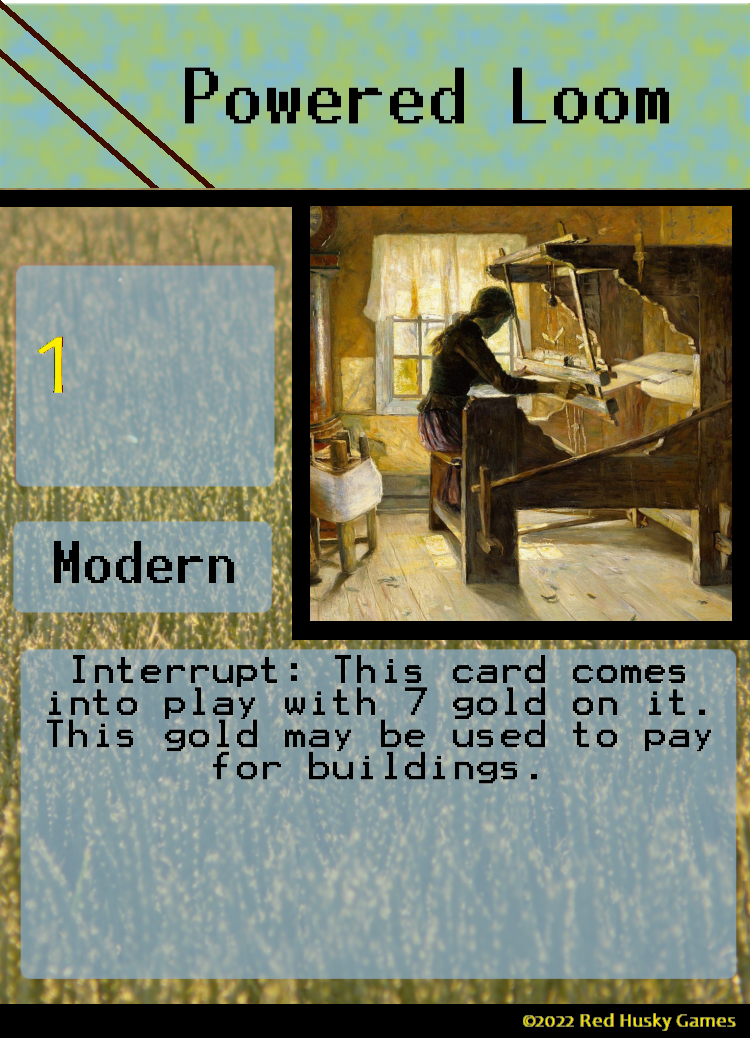 Powered Loom
1
Modern
Interrupt: This card comes
into play with 7 gold on it.
This gold may be used to pay
for buildings.
©2022 Red Husky Games